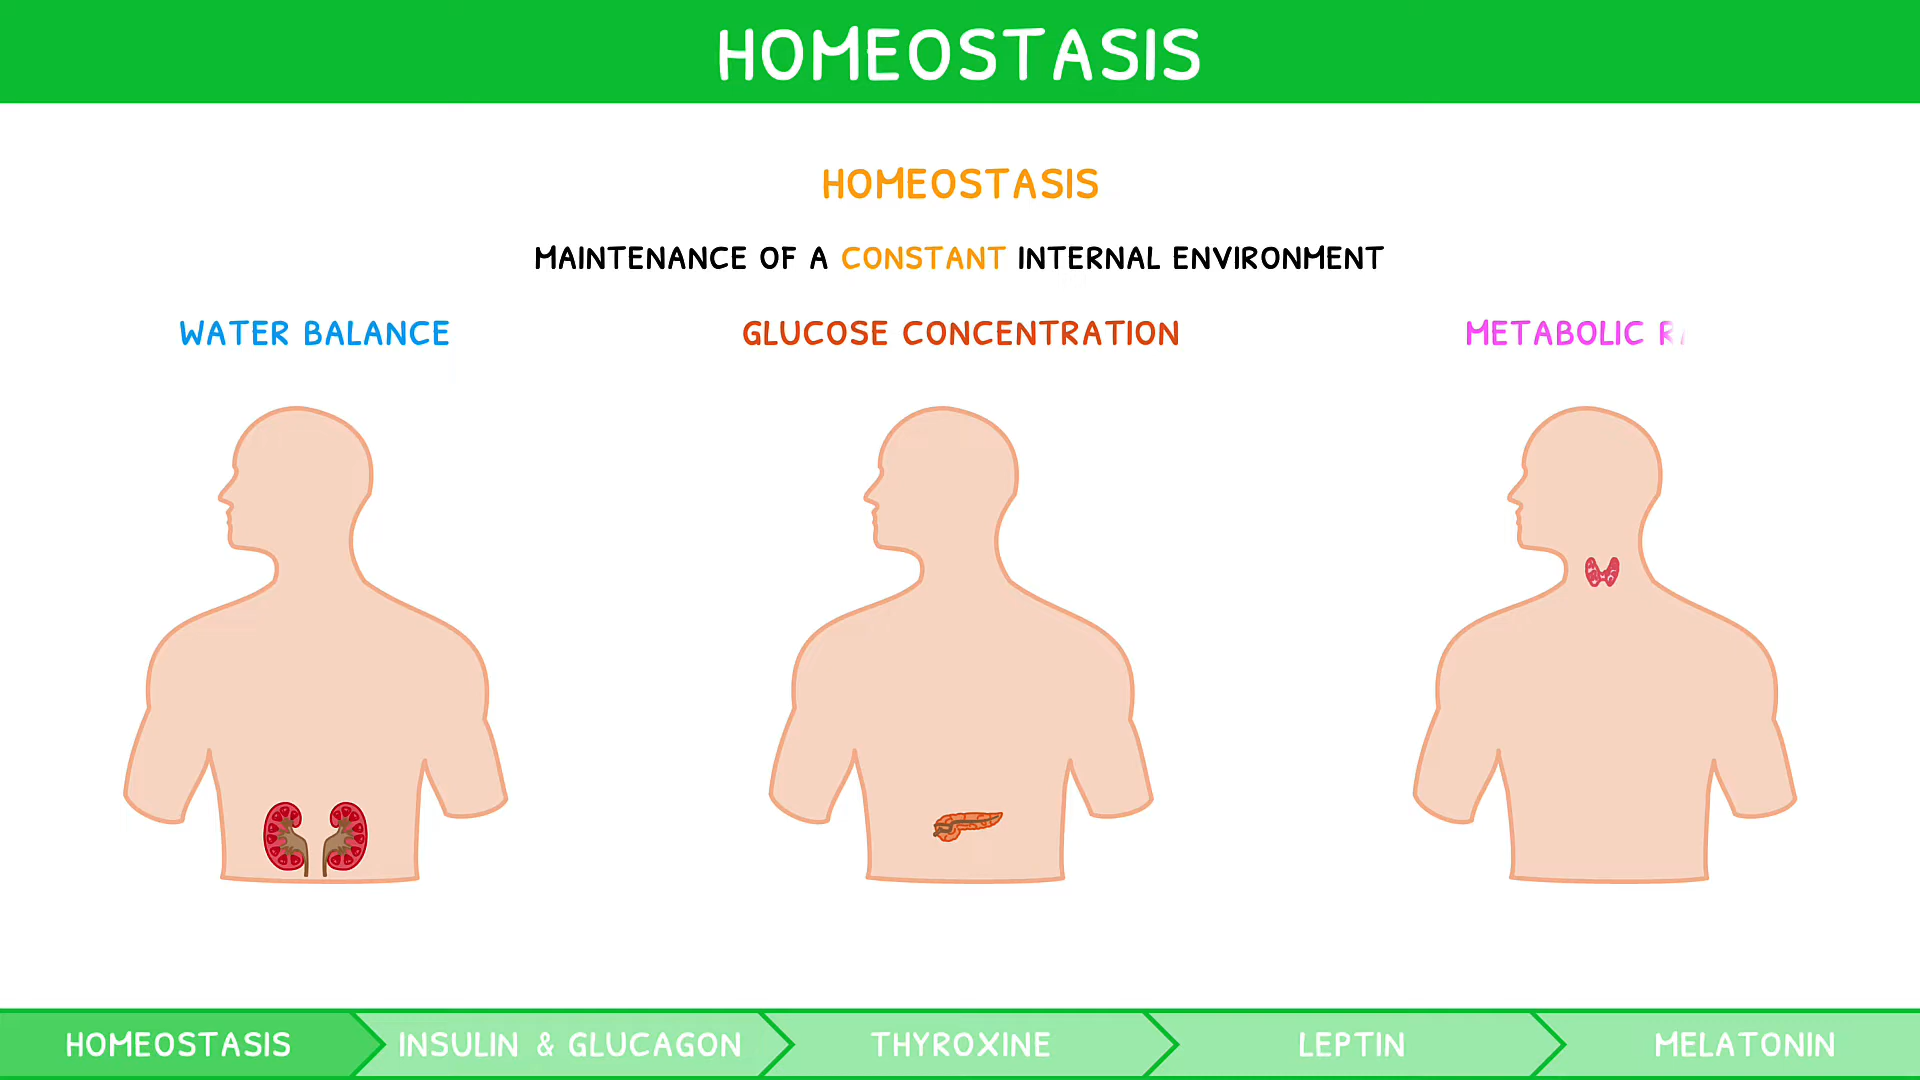 HOMEOSTASIS
HOMEOSTASIS
MAINTENANCE OF A CONSTANT INTERNAL ENVIRONMENT
WATER BALANCE
GLUCOSE CONCENTRATION
METABOLIC
HOMEOSTASIS
INSULIN & GLUCAGON
THYROXINE
LEPTIN
MELATONIN